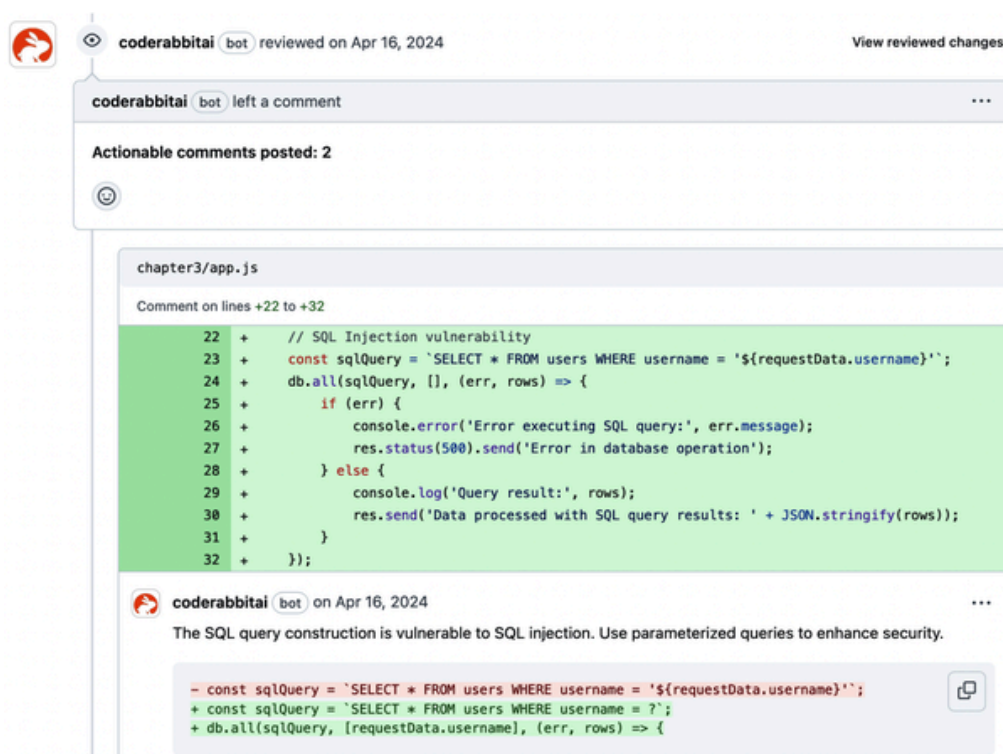 coderabbitai bot reviewed on Apr 16, 2024 View reviewed changes
coderabbitai bot left a comment ...
Actionable comments posted: 2
chapter3/app.js
Comment on lines +22 to +32
22 + // SQL Injection vulnerability
23 + const sqlQuery = `SELECT * FROM users WHERE username = '${requestData.username}'`;
24 + db.all(sqlQuery, [], (err, rows) => {
25 + if (err) {
26 + console.error('Error executing SQL query:', err.message);
27 + res.status(500).send('Error in database operation');
28 + } else {
29 + console.log('Query result:', rows);
30 + res.send('Data processed with SQL query results: ' + JSON.stringify(rows));
31 + }
32 + });
coderabbitai bot on Apr 16, 2024 ...
The SQL query construction is vulnerable to SQL injection. Use parameterized queries to enhance security.
- const sqlQuery = `SELECT * FROM users WHERE username = '${requestData.username}'`;
+ const sqlQuery = `SELECT * FROM users WHERE username = ?`;
+ db.all(sqlQuery, [requestData.username], (err, rows) => {